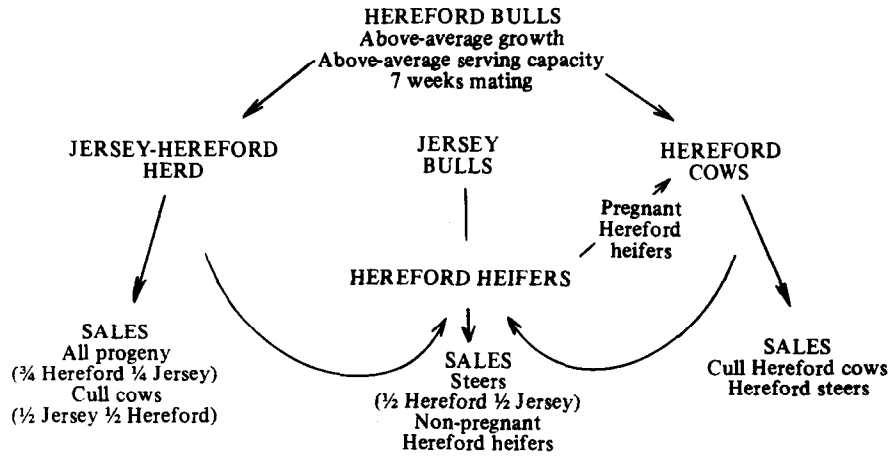 HEREFORD BULLS
Above-average growth
Above-average serving capacity
7 weeks mating
JERSEY-HEREFORD
HERD
JERSEY
BULLS
HEREFORD
COWS
Pregnant
Hereford
heifers
HEREFORD HEIFERS
SALES
All progeny
(¾ Hereford ¼ Jersey)
Cull cows
(½ Jersey ½ Hereford)
SALES
Steers
(½ Hereford ½ Jersey)
Non-pregnant
Hereford heifers
SALES
Cull Hereford cows
Hereford steers